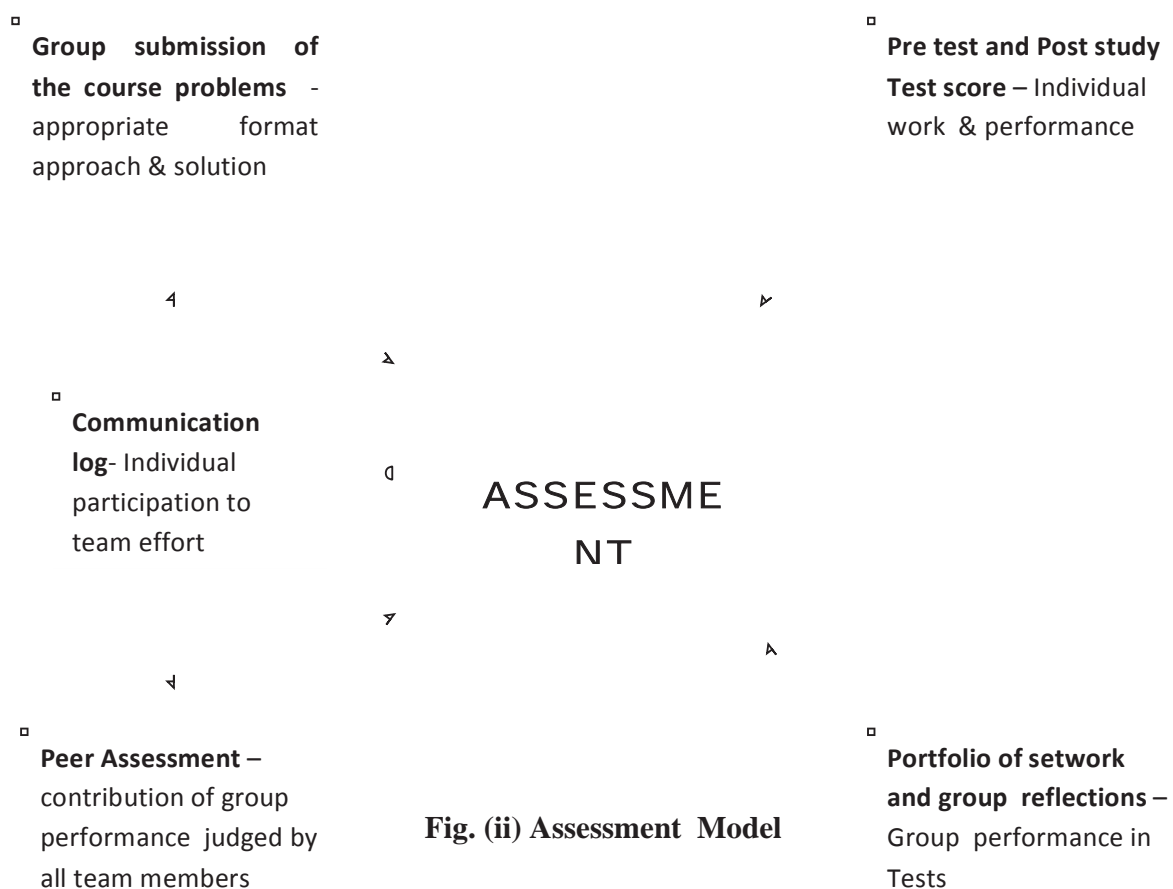 Group submission of
the course problems -
appropriate format
approach & solution
Pre test and Post study
Test score – Individual
work & performance
Communication
log- Individual
participation to
team effort
ASSESSME
NT
Peer Assessment –
contribution of group
performance judged by
all team members
Fig. (ii) Assessment Model
Portfolio of setwork
and group reflections –
Group performance in
Tests